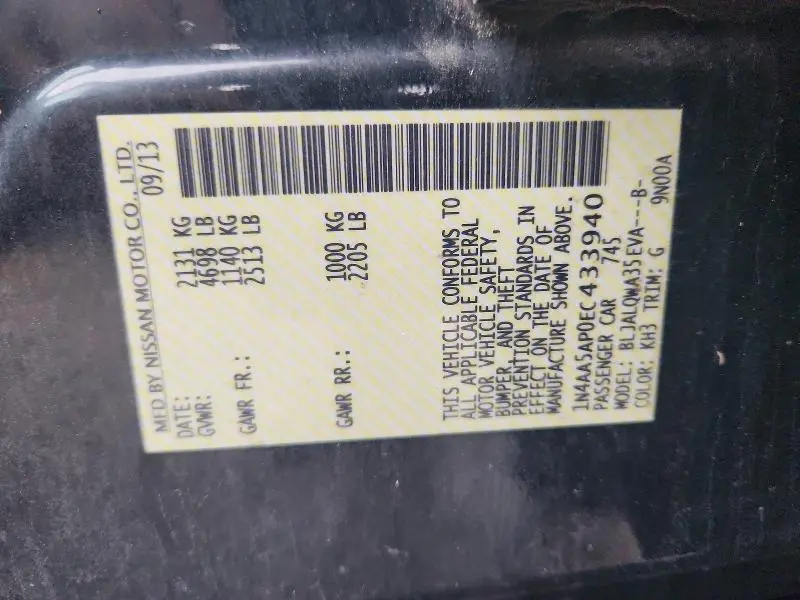 MFD BY NISSAN MOTOR CO., LTD.
DATE: 09/13
GVWR: 2131 KG
4698 LB
GAWR FR.: 1140 KG
2513 LB
GAWR RR.: 1000 KG
2205 LB
THIS VEHICLE CONFORMS TO
ALL APPLICABLE FEDERAL
MOTOR VEHICLE SAFETY,
BUMPER, AND THEFT
PREVENTION STANDARDS IN
EFFECT ON THE DATE OF
MANUFACTURE SHOWN ABOVE.
1N4AA5AP0EC433940
PASSENGER CAR 745
MODEL: BLJALQWA35EVA---B-
COLOR: KH3 TRIM: G 9N00A